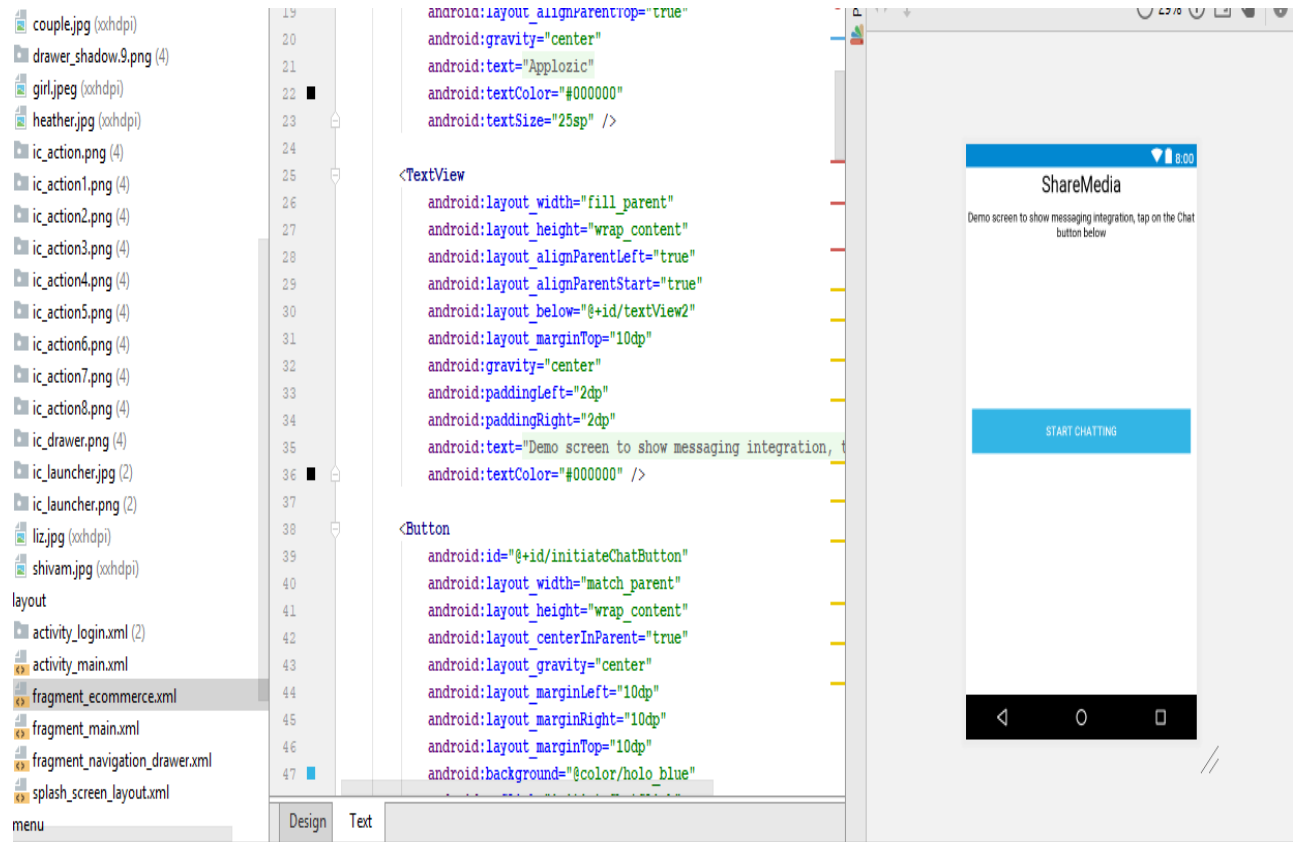 couple.jpg (xxhdpi)
drawer_shadow.9.png (4)
girl.jpeg (xxhdpi)
heather.jpg (xxhdpi)
ic_action.png (4)
ic_action1.png (4)
ic_action2.png (4)
ic_action3.png (4)
ic_action4.png (4)
ic_action5.png (4)
ic_action6.png (4)
ic_action7.png (4)
ic_action8.png (4)
ic_drawer.png (4)
ic_launcher.jpg (2)
ic_launcher.png (2)
liz.jpg (xxhdpi)
shivam.jpg (xxhdpi)
layout
activity_login.xml (2)
activity_main.xml
fragment_ecommerce.xml
fragment_main.xml
fragment_navigation_drawer.xml
splash_screen_layout.xml
menu
19 android:layout_alignParentTop="true"
20 android:gravity="center"
21 android:text="Applozic"
22 android:textColor="#000000"
23 android:textSize="25sp" />
24
25 <TextView
26 android:layout_width="fill_parent"
27 android:layout_height="wrap_content"
28 android:layout_alignParentLeft="true"
29 android:layout_alignParentStart="true"
30 android:layout_below="@+id/textView2"
31 android:layout_marginTop="10dp"
32 android:gravity="center"
33 android:paddingLeft="2dp"
34 android:paddingRight="2dp"
35 android:text="Demo screen to show messaging integration, t
36 android:textColor="#000000" />
37
38 <Button
39 android:id="@+id/initiateChatButton"
40 android:layout_width="match_parent"
41 android:layout_height="wrap_content"
42 android:layout_centerInParent="true"
43 android:layout_gravity="center"
44 android:layout_marginLeft="10dp"
45 android:layout_marginRight="10dp"
46 android:layout_marginTop="10dp"
47 android:background="@color/holo_blue"
Design Text
P
29%
8:00
ShareMedia
Demo screen to show messaging integration, tap on the Chat
button below
START CHATTING